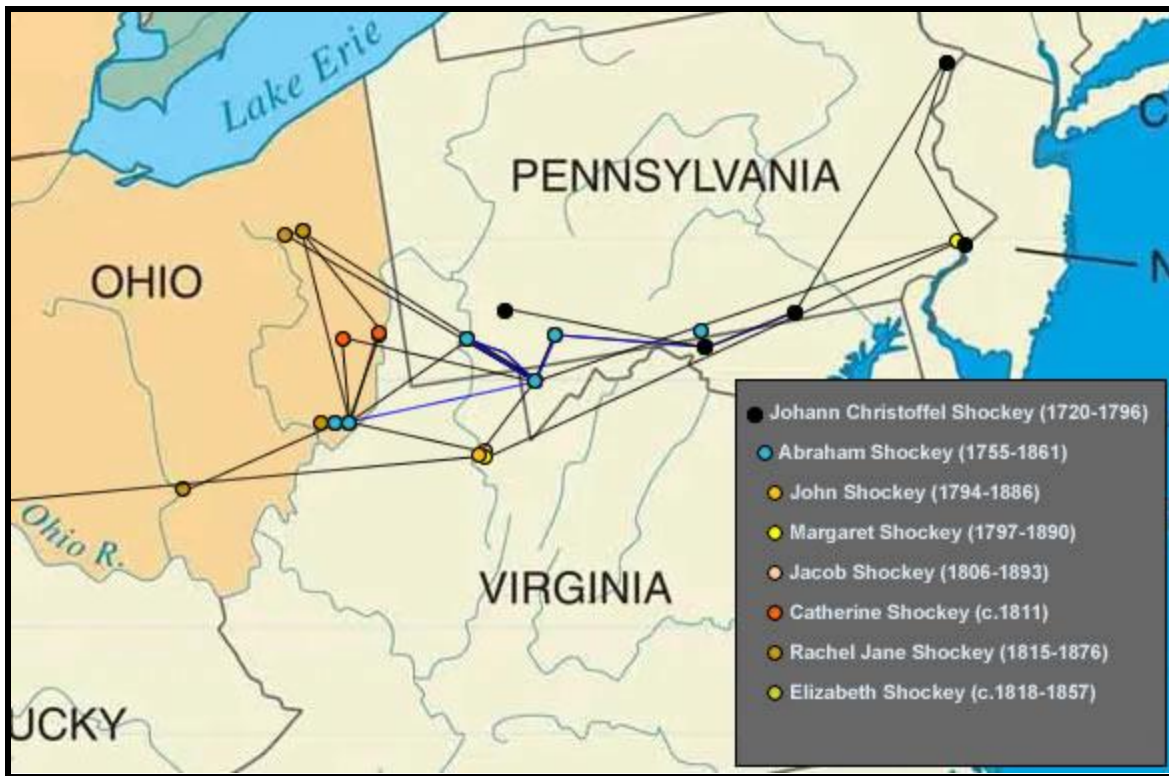 Lake Erie
C
PENNSYLVANIA
OHIO
N
Johann Christoffel Shockey (1720-1796)
Abraham Shockey (1755-1861)
John Shockey (1794-1886)
Ohio R.
Margaret Shockey (1797-1890)
Jacob Shockey (1806-1893)
VIRGINIA
Catherine Shockey (c.1811)
Rachel Jane Shockey (1815-1876)
Elizabeth Shockey (c.1818-1857)
UCKY